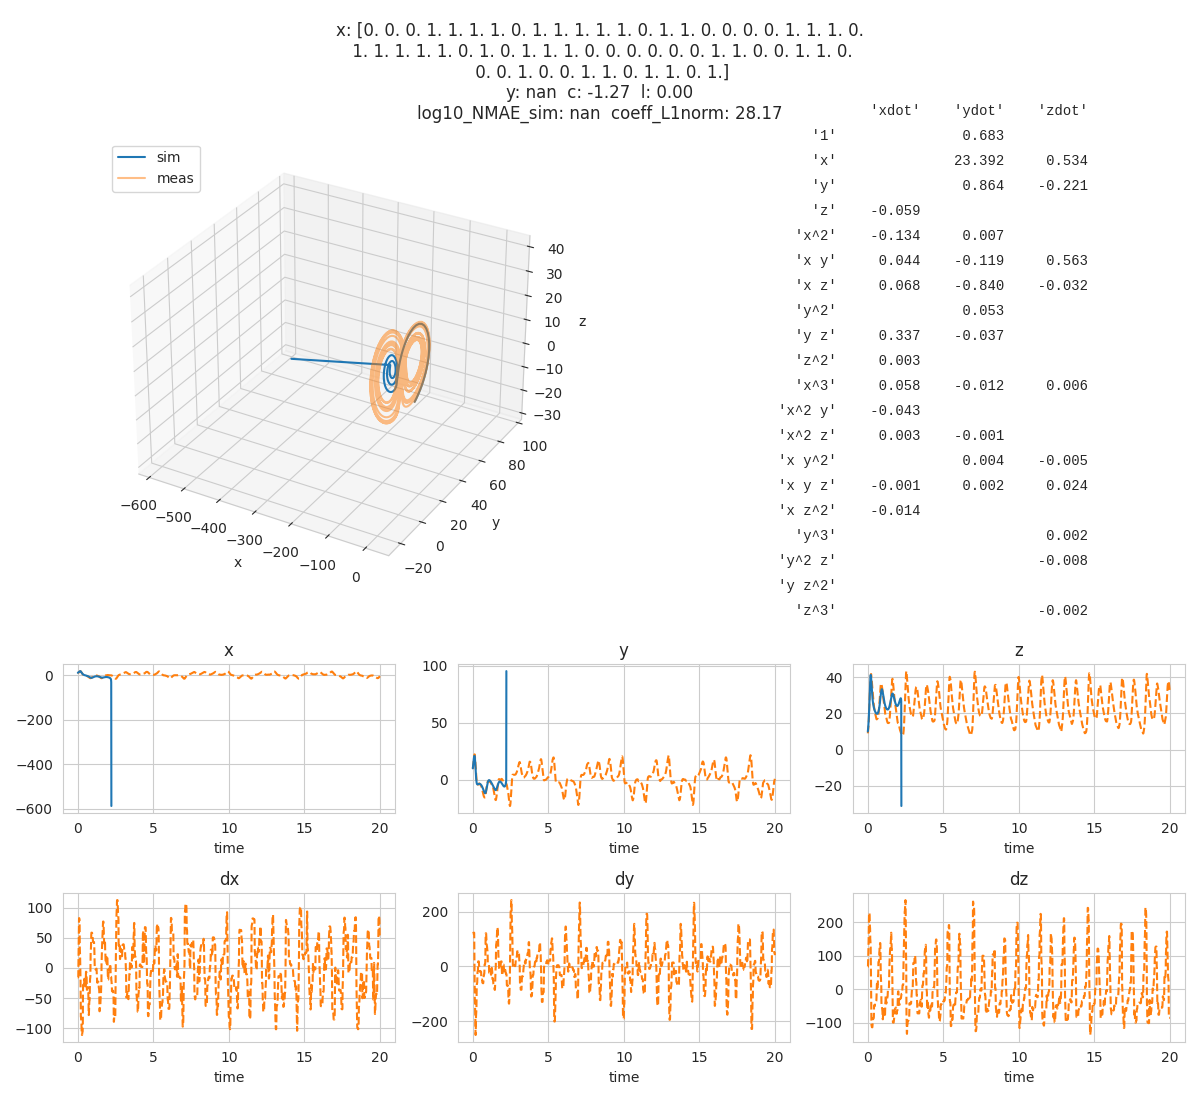 x: [0. 0. 0. 1. 1. 1. 1. 0. 1. 1. 1. 1. 1. 0. 1. 1. 0. 0. 0. 0. 1. 1. 1. 0.
1. 1. 1. 1. 1. 0. 1. 0. 1. 1. 1. 0. 0. 0. 0. 0. 0. 1. 1. 0. 0. 1. 1. 0.
0. 0. 1. 0. 0. 1. 1. 0. 1. 1. 0. 1.]
y: nan c: -1.27 l: 0.00
log10_NMAE_sim: nan coeff_L1norm: 28.17
'xdot' 'ydot' 'zdot'
'1' 0.683
'x' 23.392 0.534
'y' 0.864 -0.221
'z' -0.059
'x^2' -0.134 0.007
'x y' 0.044 -0.119 0.563
'x z' 0.068 -0.840 -0.032
'y^2' 0.053
'y z' 0.337 -0.037
'z^2' 0.003
'x^3' 0.058 -0.012 0.006
'x^2 y' -0.043
'x^2 z' 0.003 -0.001
'x y^2' 0.004 -0.005
'x y z' -0.001 0.002 0.024
'x z^2' -0.014
'y^3' 0.002
'y^2 z' -0.008
'y z^2'
'z^3' -0.002
sim
meas
40
30
20
10
0
−10
−20
−30
z
100
80
60
40
20
0
−20
y
−600
−500
−400
−300
−200
−100
0
x
x
0
−200
−400
−600
0 5 10 15 20
time
y
100
50
0
0 5 10 15 20
time
z
40
20
0
−20
0 5 10 15 20
time
dx
100
50
0
−50
−100
0 5 10 15 20
time
dy
200
0
−200
0 5 10 15 20
time
dz
200
100
0
−100
0 5 10 15 20
time